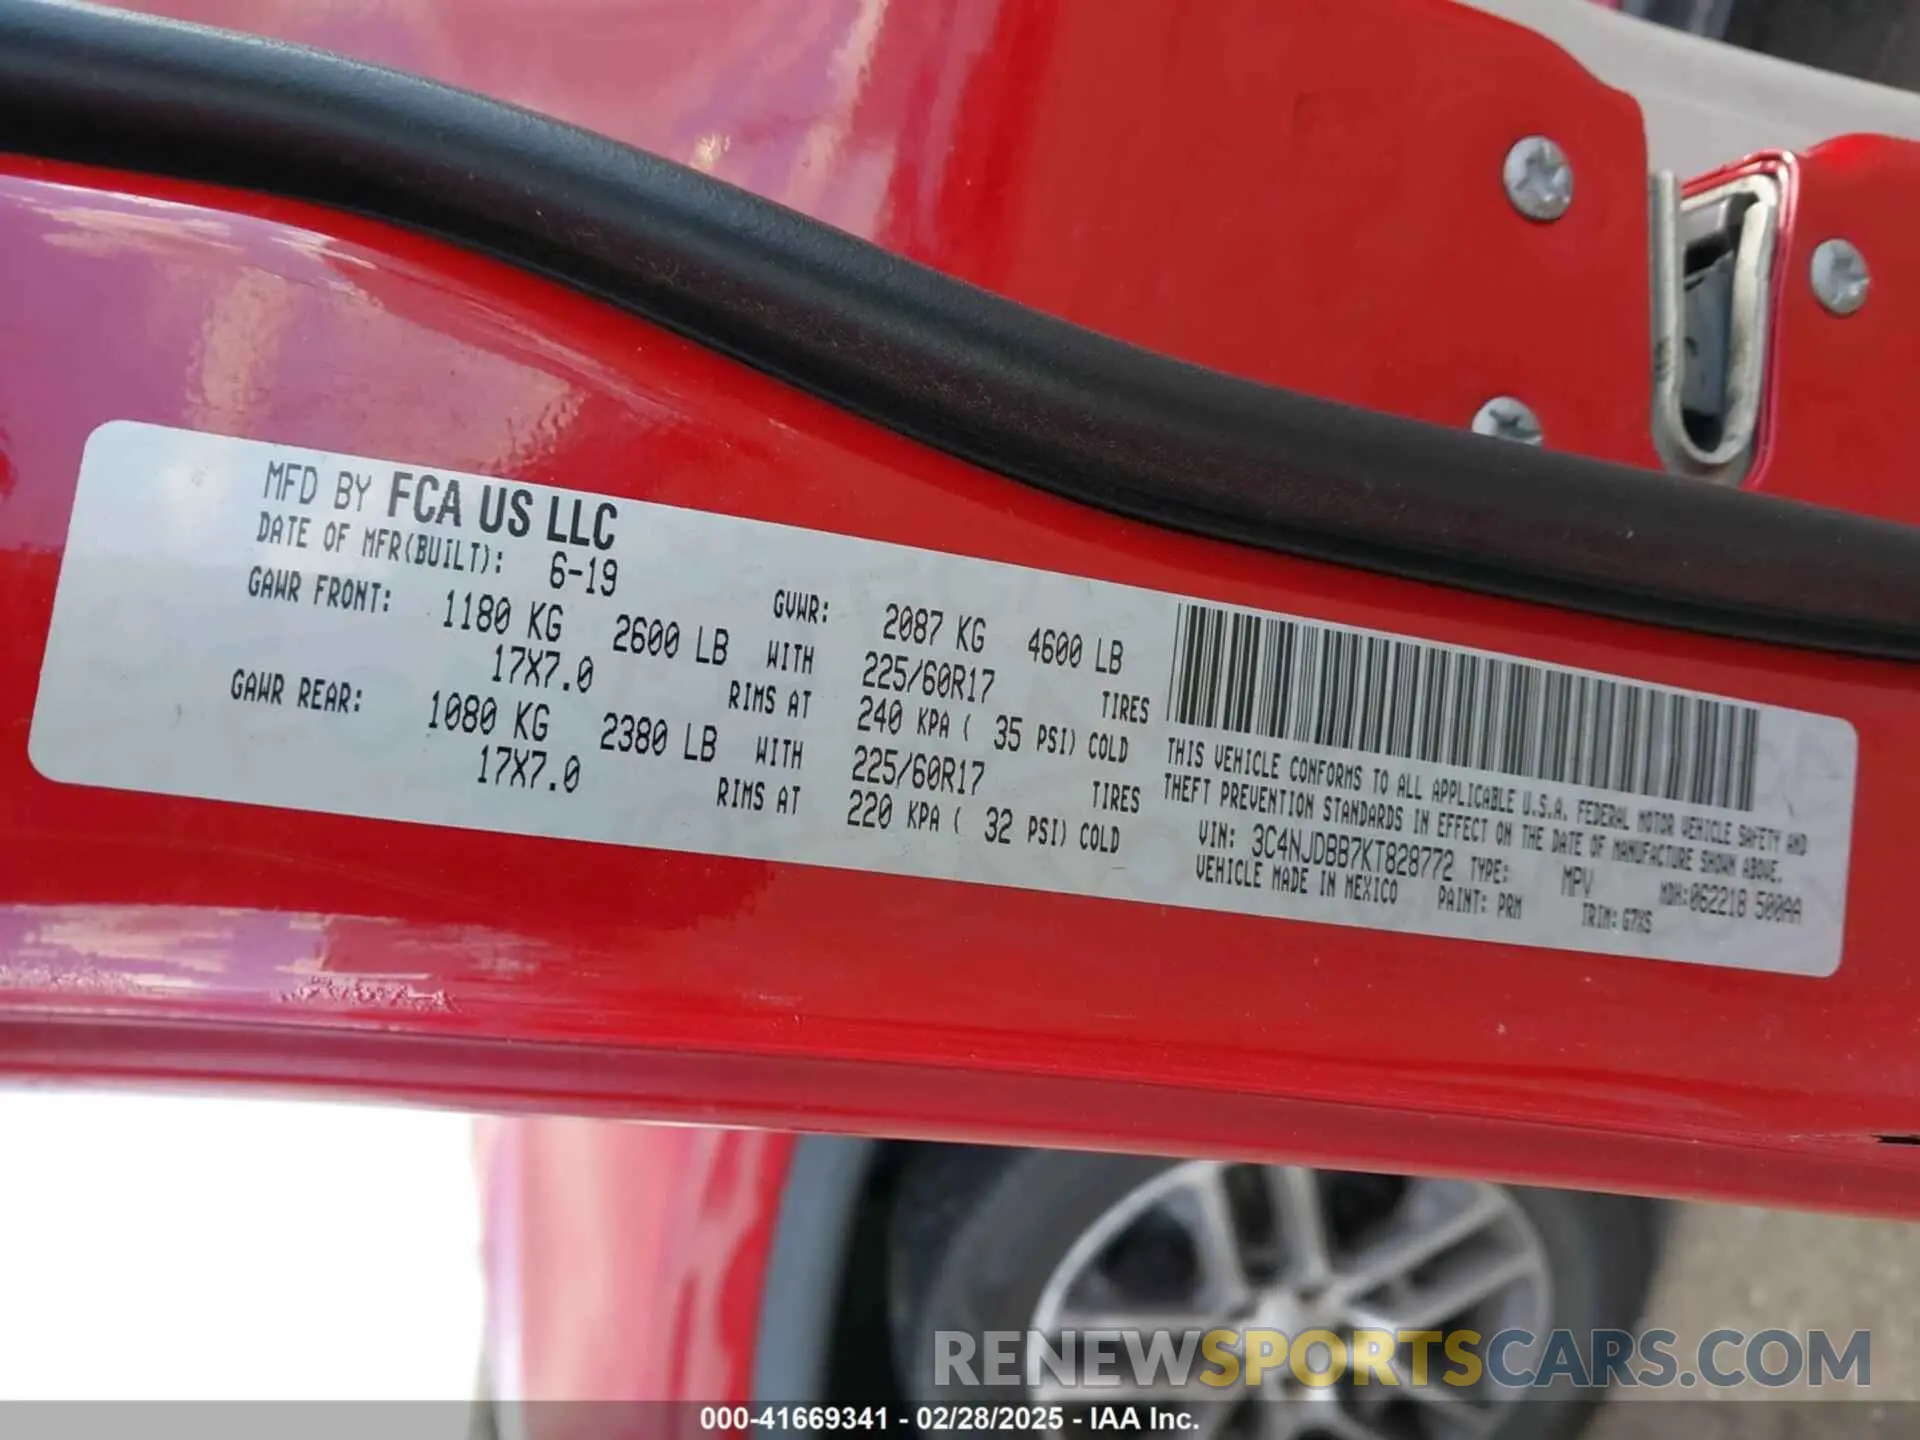 MFD BY FCA US LLC
DATE OF MFR(BUILT): 6-19 GVWR: 2087 KG 4600 LB
GAWR FRONT: 1180 KG 2600 LB WITH 225/60R17 TIRES
17X7.0 RIMS AT 240 KPA ( 35 PSI) COLD
GAWR REAR: 1080 KG 2380 LB WITH 225/60R17 TIRES
17X7.0 RIMS AT 220 KPA ( 32 PSI) COLD
THIS VEHICLE CONFORMS TO ALL APPLICABLE U.S.A. FEDERAL MOTOR VEHICLE SAFETY AND
THEFT PREVENTION STANDARDS IN EFFECT ON THE DATE OF MANUFACTURE SHOWN ABOVE.
VIN: 3C4NJDBB7KT828772 TYPE: MPV MDH:062218 500AA
VEHICLE MADE IN MEXICO PAINT: PRM TRIM: G7XS
RENEWSPORTSCARS.COM
000-41669341 - 02/28/2025 - IAA Inc.